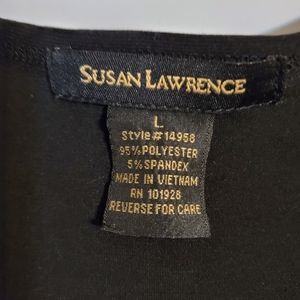 SUSAN LAWRENCE
L
Style# 14958
95% POLYESTER
5% SPANDEX
MADE IN VIETNAM
RN 101928
REVERSE FOR CARE